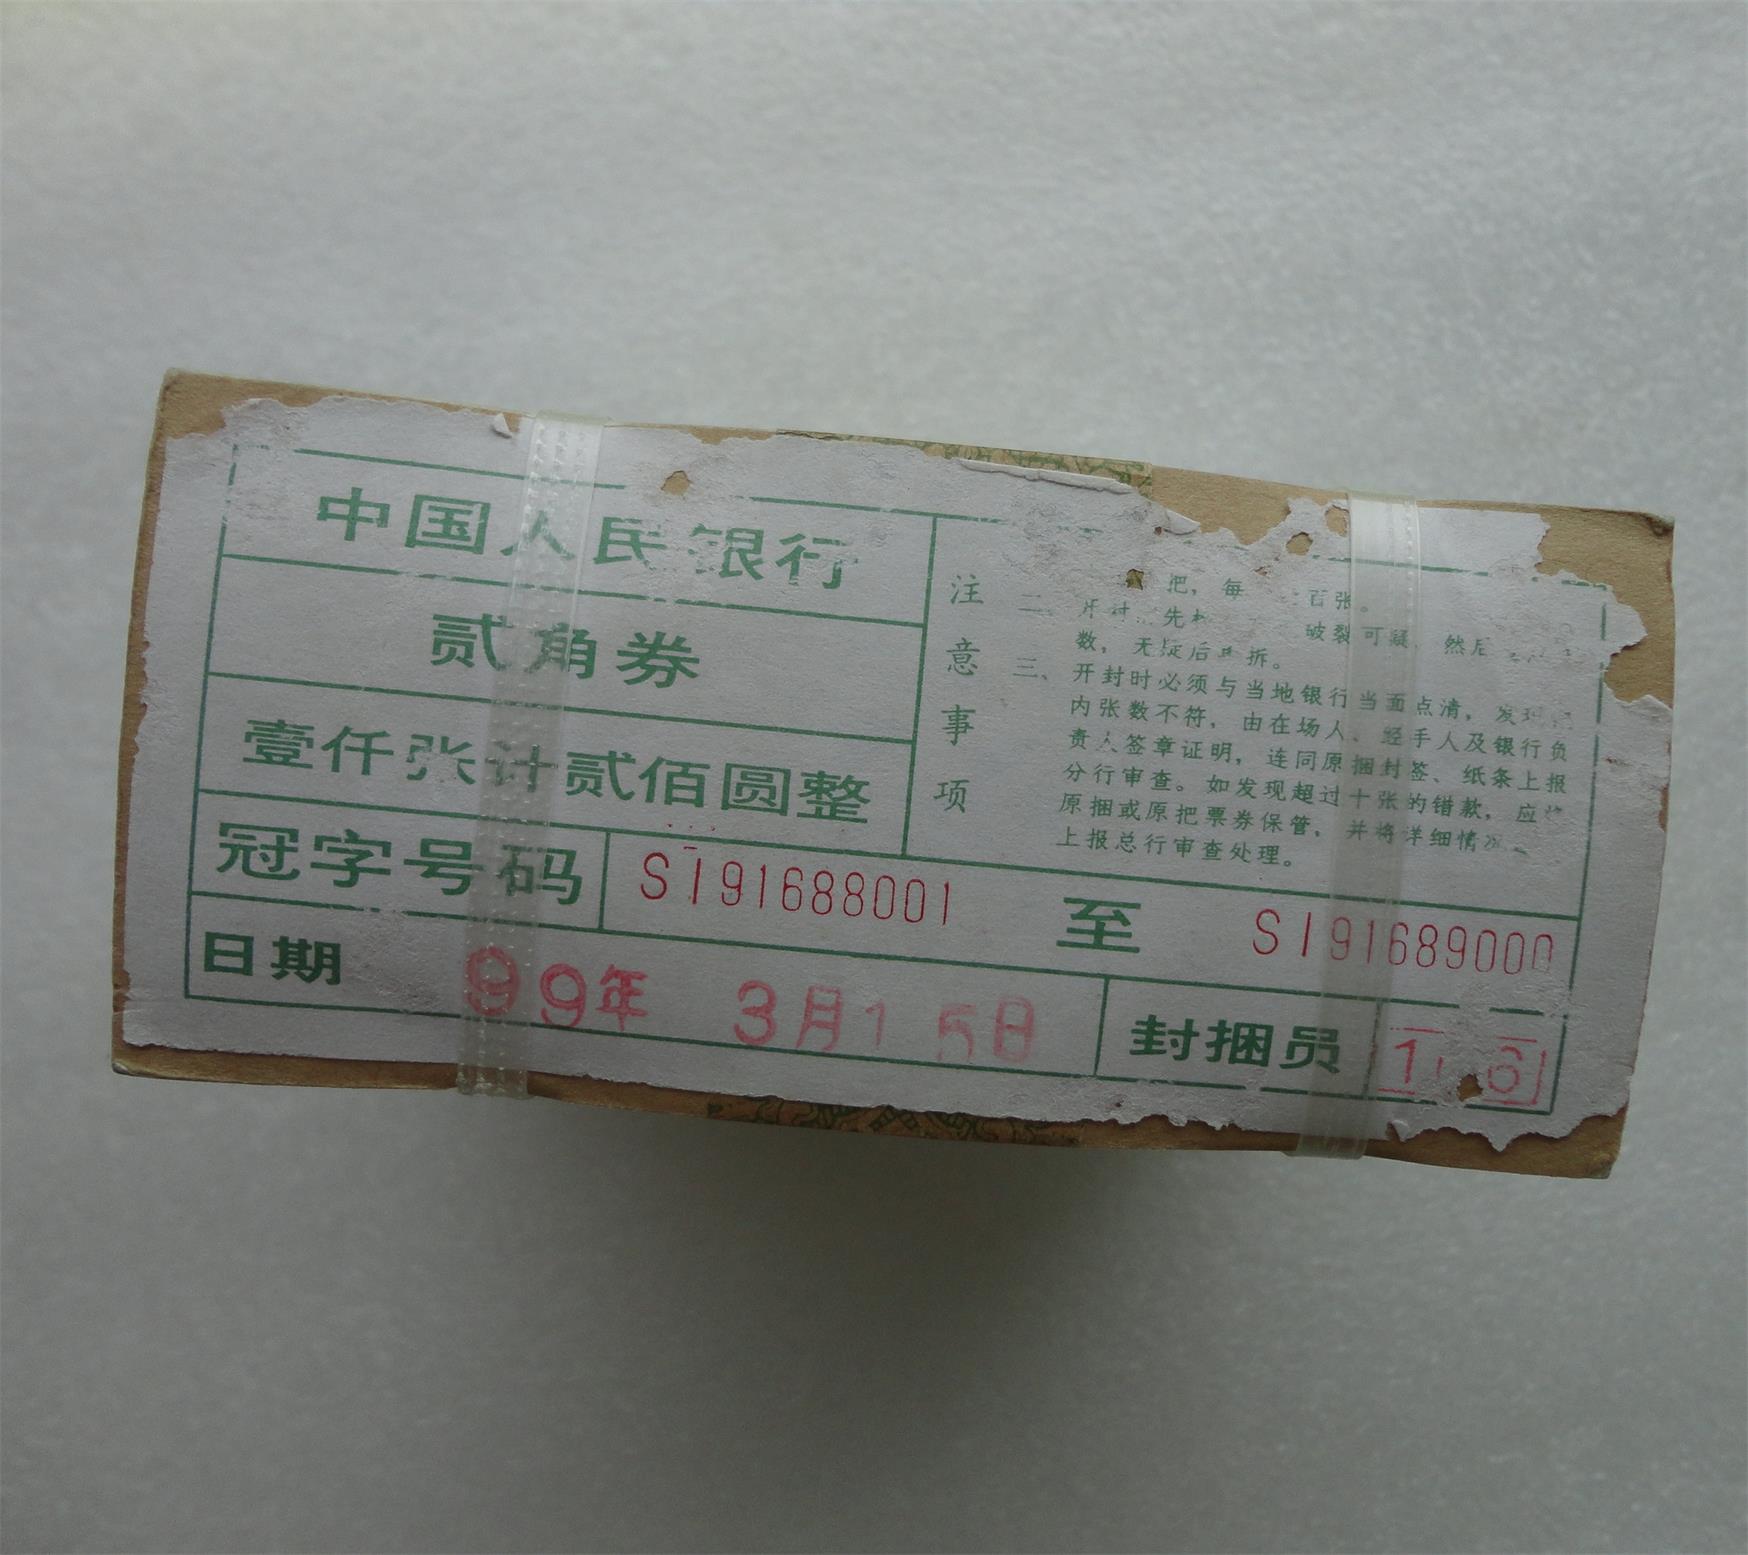 中国人民银行
贰角券
壹仟张计贰佰圆整
冠字号码 SI91688001 至 SI91689000
日期 99年 3月15日 封捆员
注意事项
把，每 百张。
二、 先 破裂可疑，然后
数，无疑后再拆。
三、开封时必须与当地银行当面点清，发现
内张数不符，由在场人、经手人及银行负
责人签章证明，连同原捆封签、纸条上报
分行审查。如发现超过十张的错款，应将
原捆或原把票券保管，并将详细情况
上报总行审查处理。